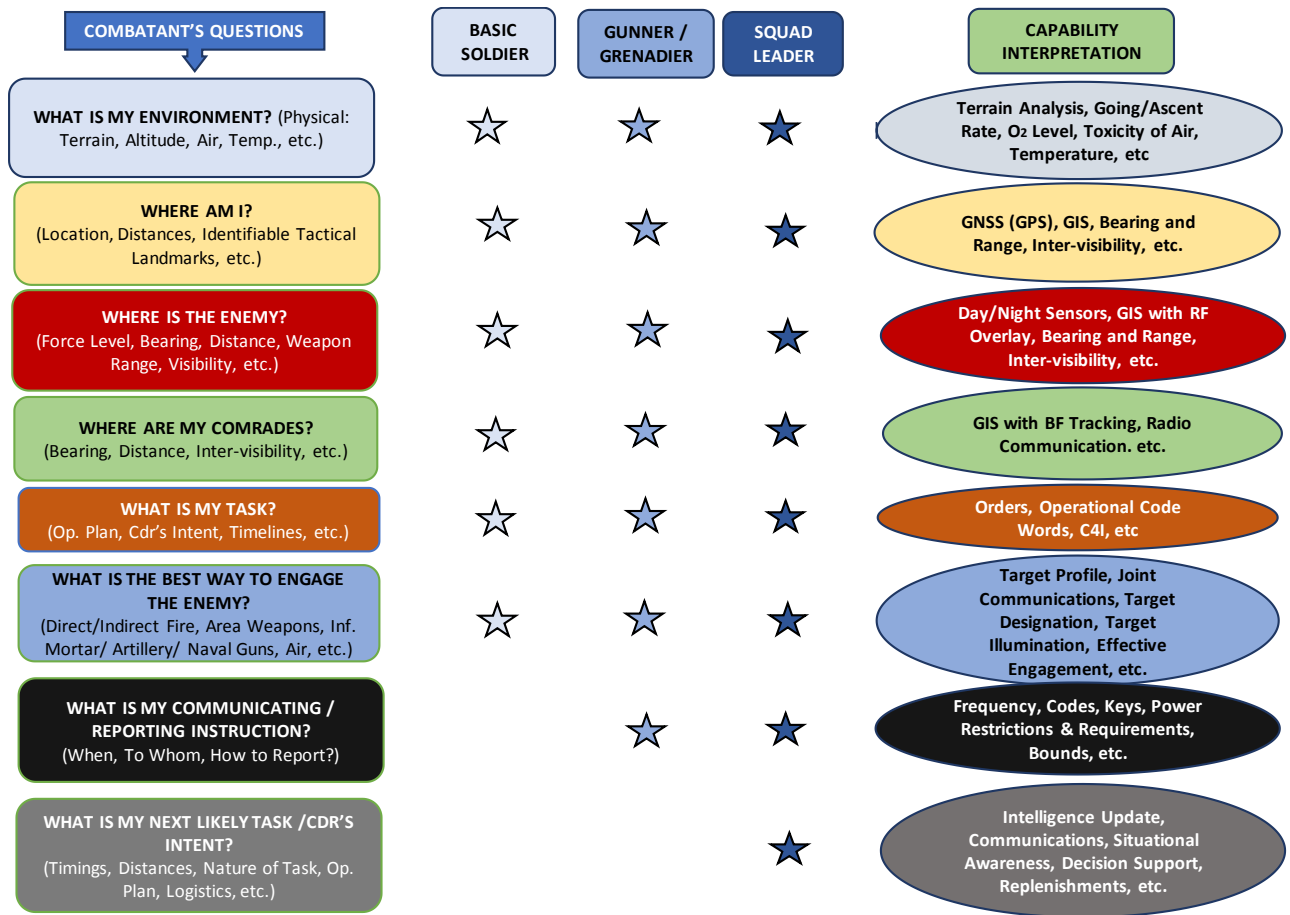 COMBATANT'S QUESTIONS
BASIC
SOLDIER
GUNNER /
GRENADIER
SQUAD
LEADER
CAPABILITY
INTERPRETATION
WHAT IS MY ENVIRONMENT? (Physical:
Terrain, Altitude, Air, Temp., etc.)
Terrain Analysis, Going/Ascent
Rate, O2 Level, Toxicity of Air,
Temperature, etc
WHERE AM I?
(Location, Distances, Identifiable Tactical
Landmarks, etc.)
GNSS (GPS), GIS, Bearing and
Range, Inter-visibility, etc.
WHERE IS THE ENEMY?
(Force Level, Bearing, Distance, Weapon
Range, Visibility, etc.)
Day/Night Sensors, GIS with RF
Overlay, Bearing and Range,
Inter-visibility, etc.
WHERE ARE MY COMRADES?
(Bearing, Distance, Inter-visibility, etc.)
GIS with BF Tracking, Radio
Communication. etc.
WHAT IS MY TASK?
(Op. Plan, Cdr's Intent, Timelines, etc.)
Orders, Operational Code
Words, C4I, etc
WHAT IS THE BEST WAY TO ENGAGE
THE ENEMY?
(Direct/Indirect Fire, Area Weapons, Inf.
Mortar/ Artillery/ Naval Guns, Air, etc.)
Target Profile, Joint
Communications, Target
Designation, Target
Illumination, Effective
Engagement, etc.
WHAT IS MY COMMUNICATING /
REPORTING INSTRUCTION?
(When, To Whom, How to Report?)
Frequency, Codes, Keys, Power
Restrictions & Requirements,
Bounds, etc.
WHAT IS MY NEXT LIKELY TASK /CDR'S
INTENT?
(Timings, Distances, Nature of Task, Op.
Plan, Logistics, etc.)
Intelligence Update,
Communications, Situational
Awareness, Decision Support,
Replenishments, etc.